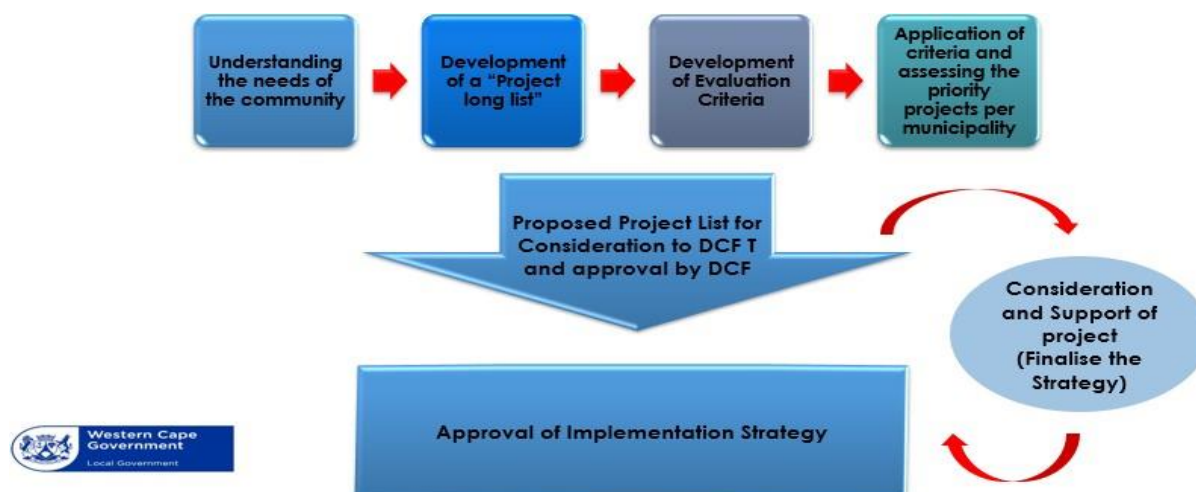 Understanding
the needs of
the community
Development
of a “Project
long list”
Development
of Evaluation
Criteria
Application of
criteria and
assessing the
priority
projects per
municipality
Proposed Project List for
Consideration to DCF T
and approval by DCF
Consideration
and Support of
project
(Finalise the
Strategy)
Approval of Implementation Strategy
Western Cape
Government
Local Government